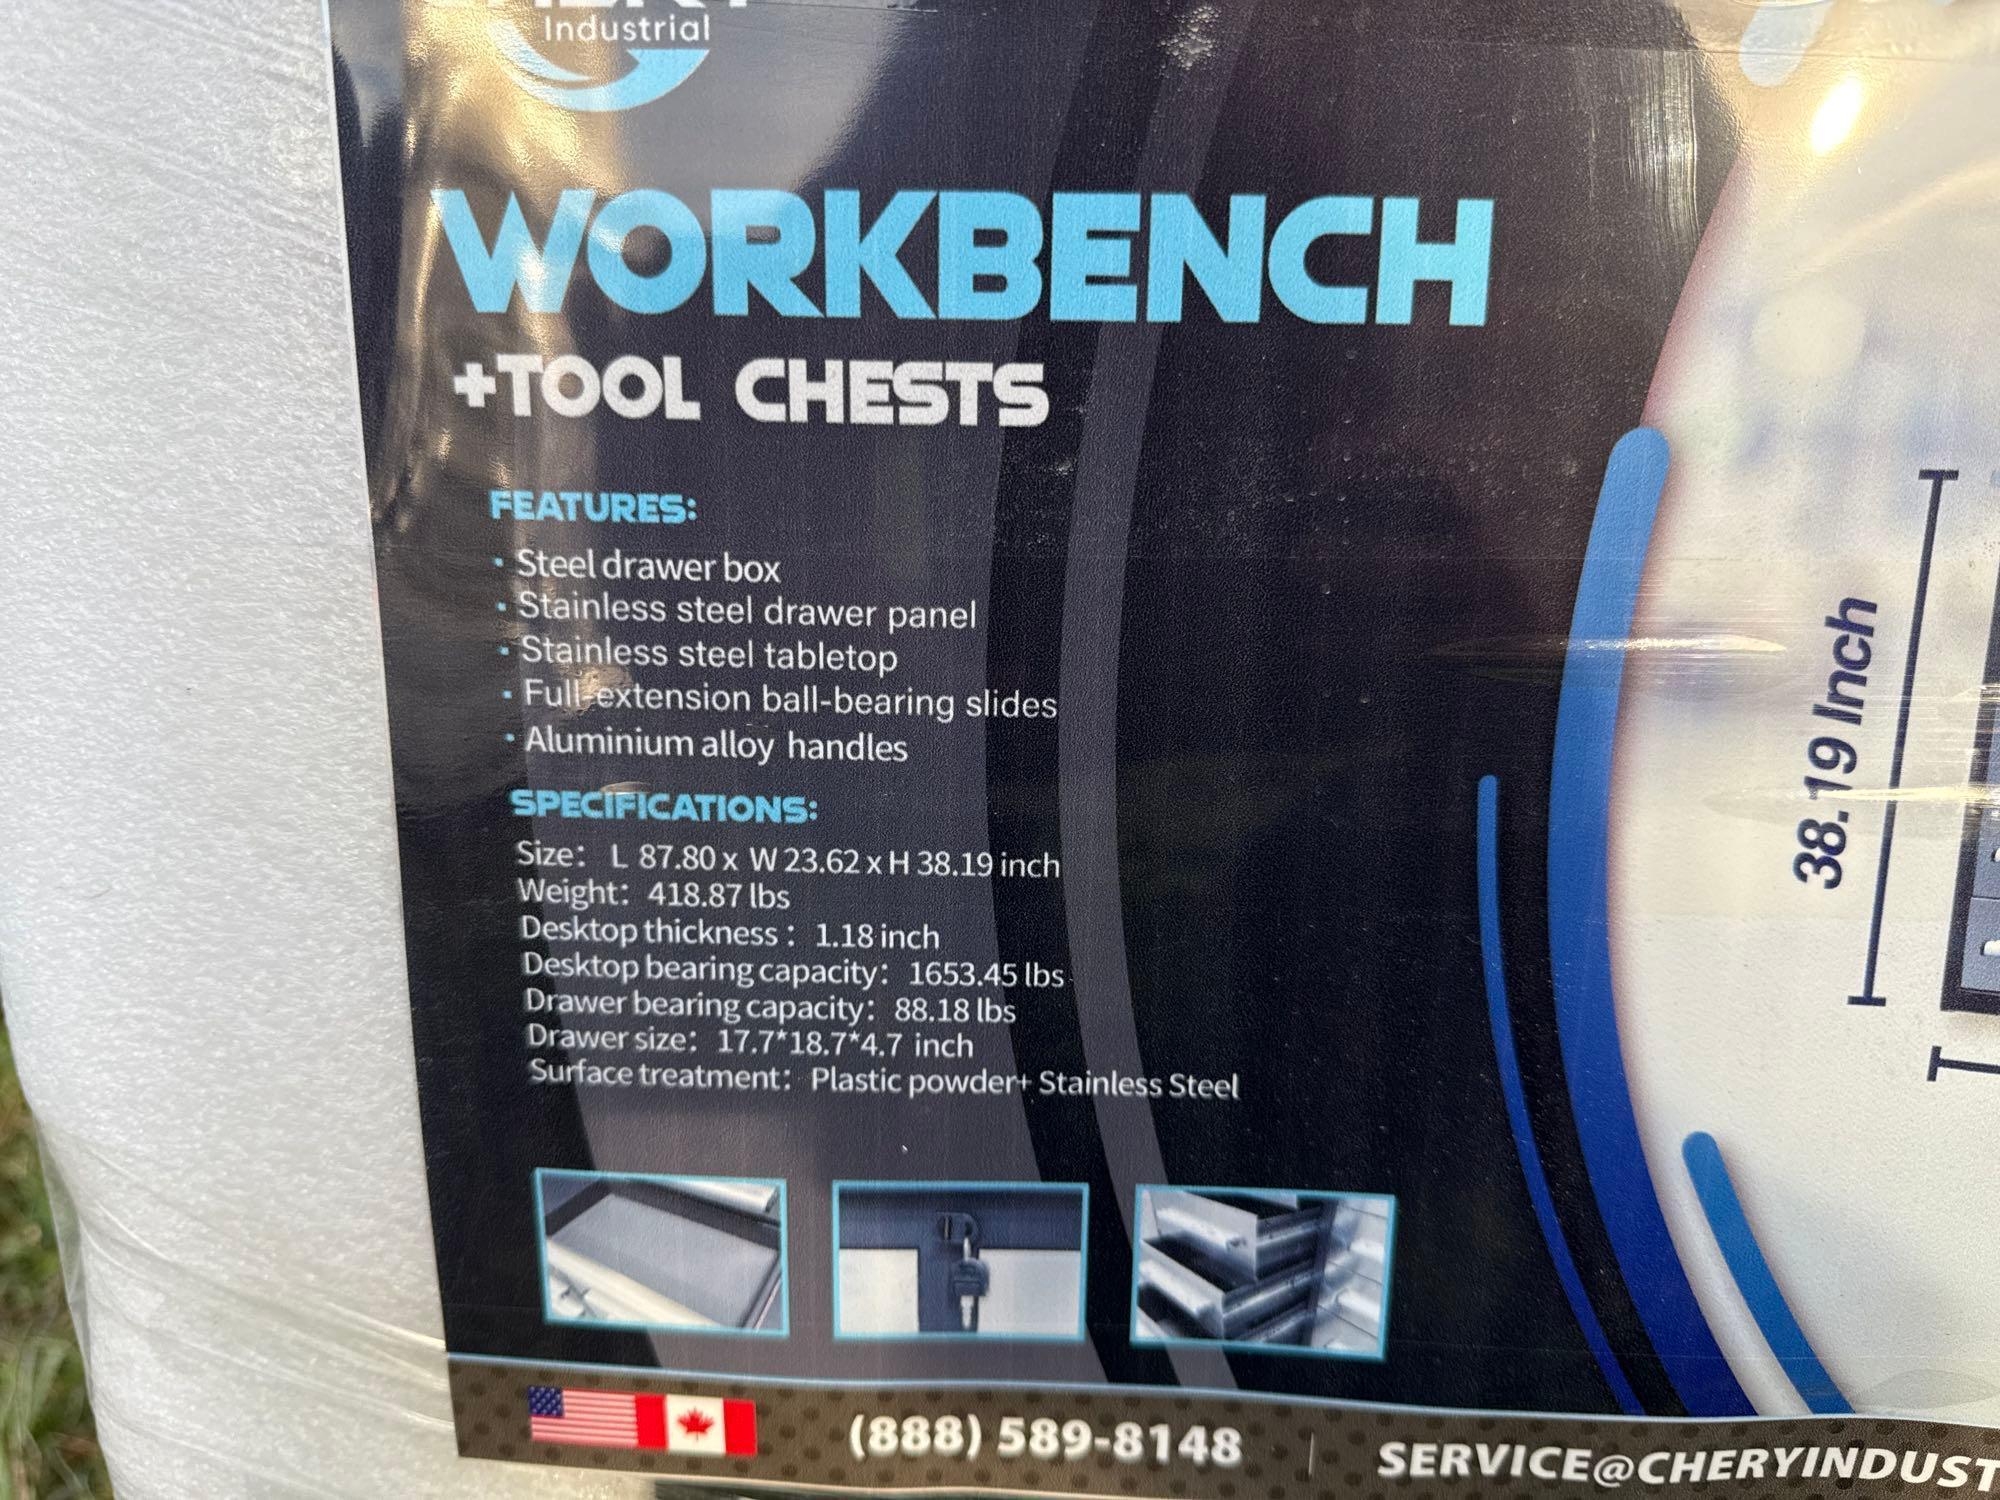 Industrial
WORKBENCH
+TOOL CHESTS
FEATURES:
· Steel drawer box
· Stainless steel drawer panel
· Stainless steel tabletop
· Full-extension ball-bearing slides
· Aluminium alloy handles
SPECIFICATIONS:
Size: L 87.80 x W 23.62 x H 38.19 inch
Weight: 418.87 lbs
Desktop thickness : 1.18 inch
Desktop bearing capacity: 1653.45 lbs
Drawer bearing capacity: 88.18 lbs
Drawer size: 17.7*18.7*4.7 inch
Surface treatment: Plastic powder+ Stainless Steel
38.19 Inch
(888) 589-8148 | SERVICE@CHERYINDUST